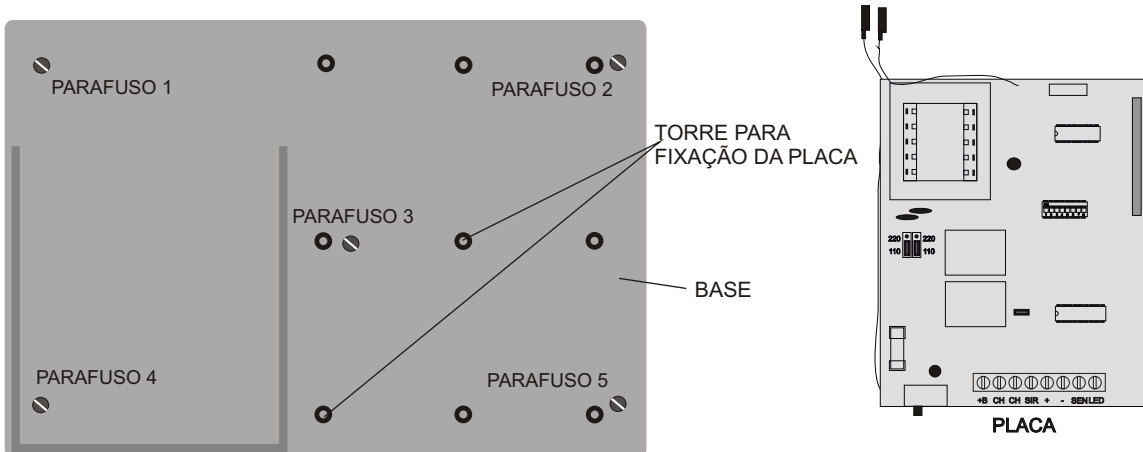 PARAFUSO 1
PARAFUSO 2
TORRE PARA
FIXAÇÃO DA PLACA
PARAFUSO 3
BASE
PARAFUSO 4
PARAFUSO 5
220 220
110 110
+B CH CH SIR + - SEN LED
PLACA